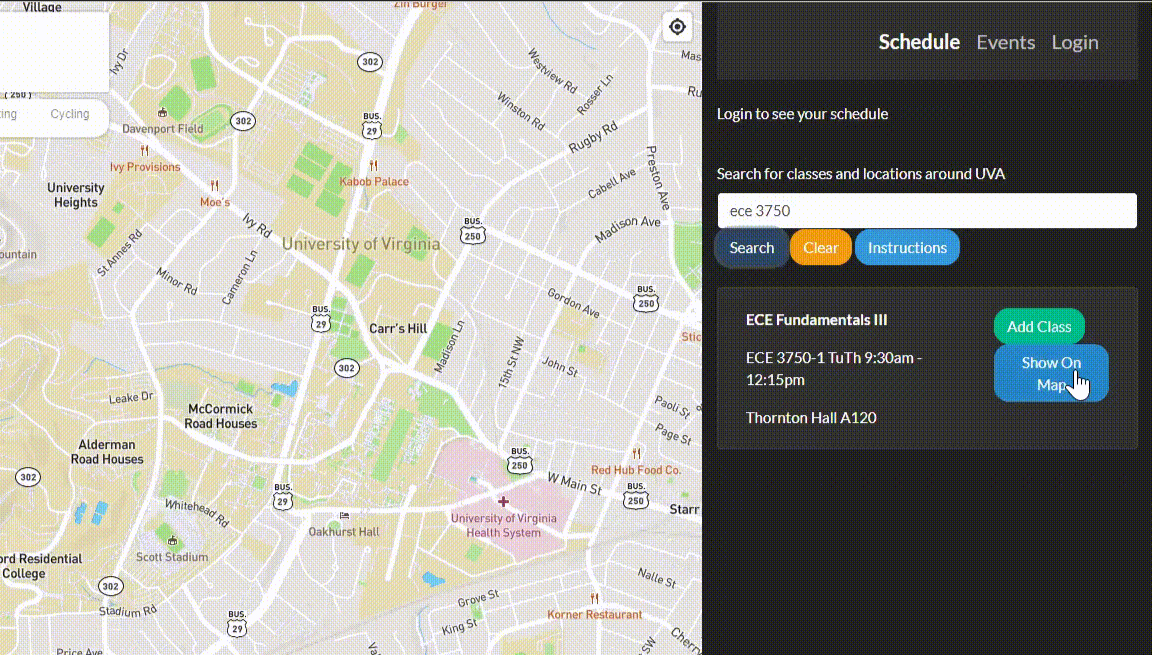 Village
Zin Burger
Ivy Dr
302
Westview Rd
Rosser Ln
Mas
( 250 )
Cycling
Winston Rd
Ru
Davenport Field
302
BUS.
29
Rugby Rd
Ivy Provisions
Kabob Palace
Preston Ave
Cabell Ave
University
Heights
Moe's
Ivy Rd
BUS.
250
Madison Ave
University of Virginia
St Annes Rd
Minor Rd
Cameron Ln
BUS.
29
Carr's Hill
Madison Ln
Gordon Ave
BUS.
250
Stic
302
15th St NW
John St
Leake Dr
McCormick
Road Houses
Paoli St
Page St
Alderman
Road Houses
302
BUS.
250
Red Hub Food Co.
BUS.
29
W Main St
BUS.
250
Starr
Whitehead Rd
Oakhurst Hall
University of Virginia
Health System
Scott Stadium
ord Residential
College
302
Stadium Rd
BUS.
29
Nalle St
Grove St
King St
Korner Restaurant
Cherry
Price Ave
Schedule Events Login
Login to see your schedule
Search for classes and locations around UVA
ece 3750
Search Clear Instructions
ECE Fundamentals III
Add Class
ECE 3750-1 TuTh 9:30am -
12:15pm
Show On
Map
Thornton Hall A120